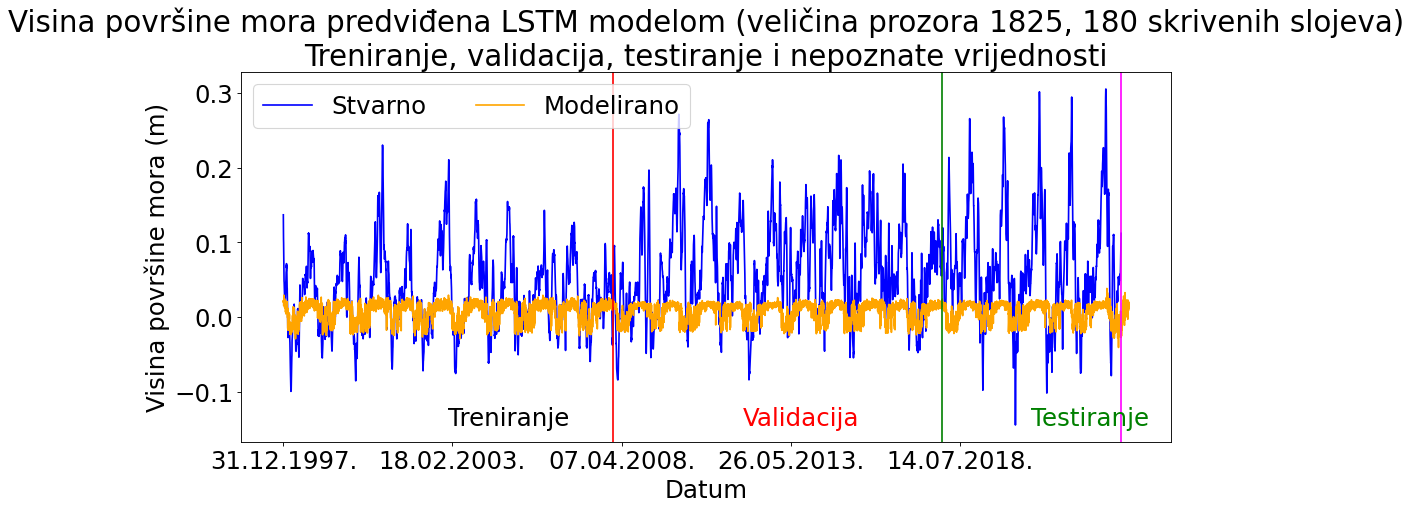 Visina površine mora predviđena LSTM modelom (veličina prozora 1825, 180 skrivenih slojeva)
Treniranje, validacija, testiranje i nepoznate vrijednosti
Stvarno
Modelirano
Visina površine mora (m)
0.3
0.2
0.1
0.0
−0.1
Treniranje
Validacija
Testiranje
31.12.1997. 18.02.2003. 07.04.2008. 26.05.2013. 14.07.2018.
Datum